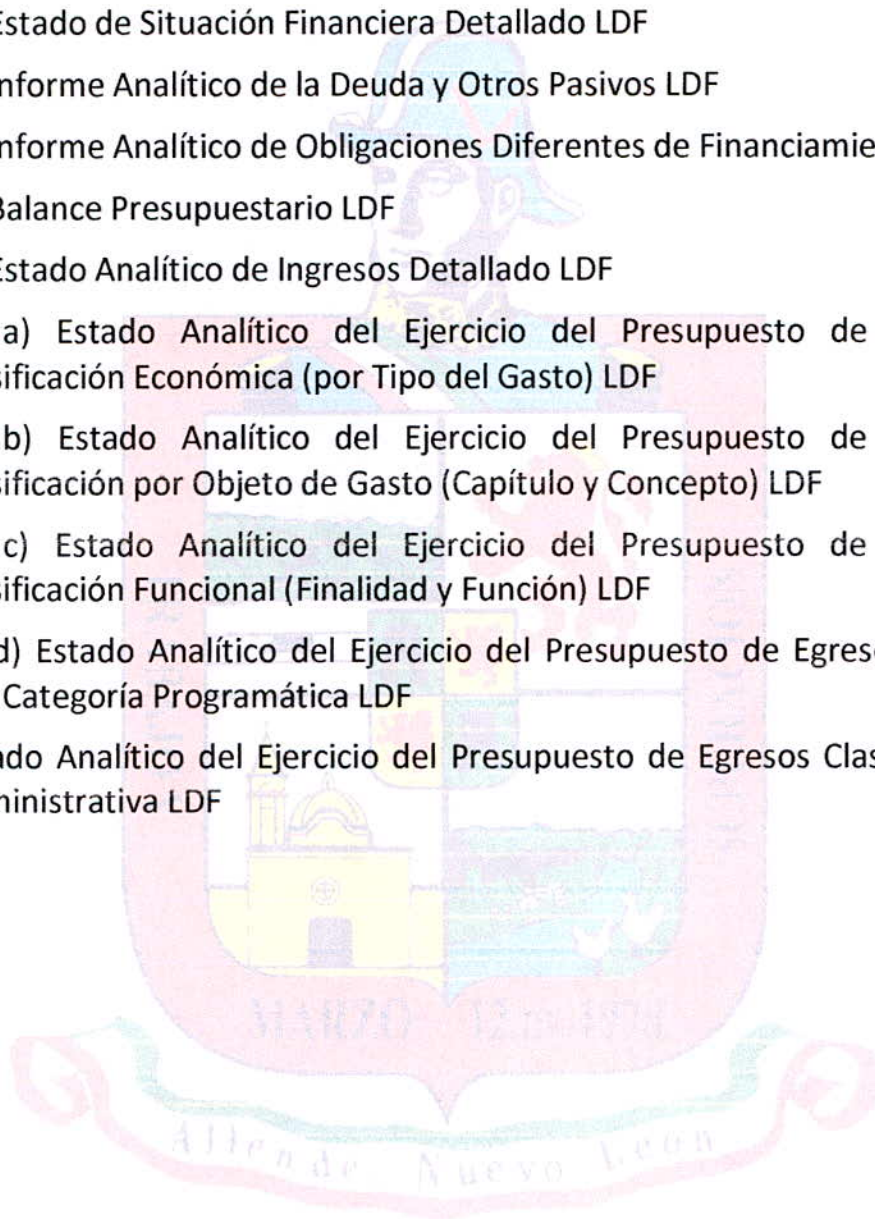 Estado de Situación Financiera Detallado LDF
nforme Analítico de la Deuda y Otros Pasivos LDF
nforme Analítico de Obligaciones Diferentes de Financiamie
Balance Presupuestario LDF
Estado Analítico de Ingresos Detallado LDF
a) Estado Analítico del Ejercicio del Presupuesto de
sificación Económica (por Tipo del Gasto) LDF
b) Estado Analítico del Ejercicio del Presupuesto de
sificación por Objeto de Gasto (Capítulo y Concepto) LDF
c) Estado Analítico del Ejercicio del Presupuesto de
sificación Funcional (Finalidad y Función) LDF
d) Estado Analítico del Ejercicio del Presupuesto de Egreso
Categoría Programática LDF
ado Analítico del Ejercicio del Presupuesto de Egresos Clas
ministrativa LDF
Allende, Nuevo León